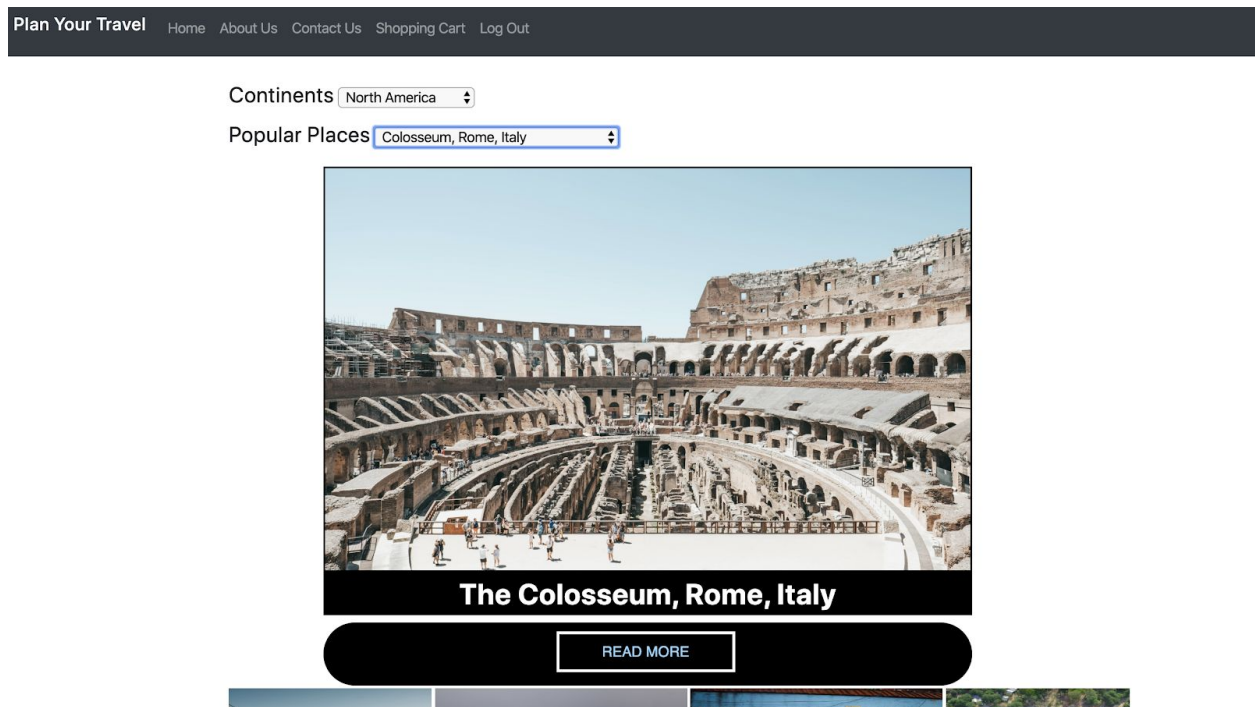 Plan Your Travel Home About Us Contact Us Shopping Cart Log Out
Continents North America
Popular Places Colosseum, Rome, Italy
The Colosseum, Rome, Italy
READ MORE